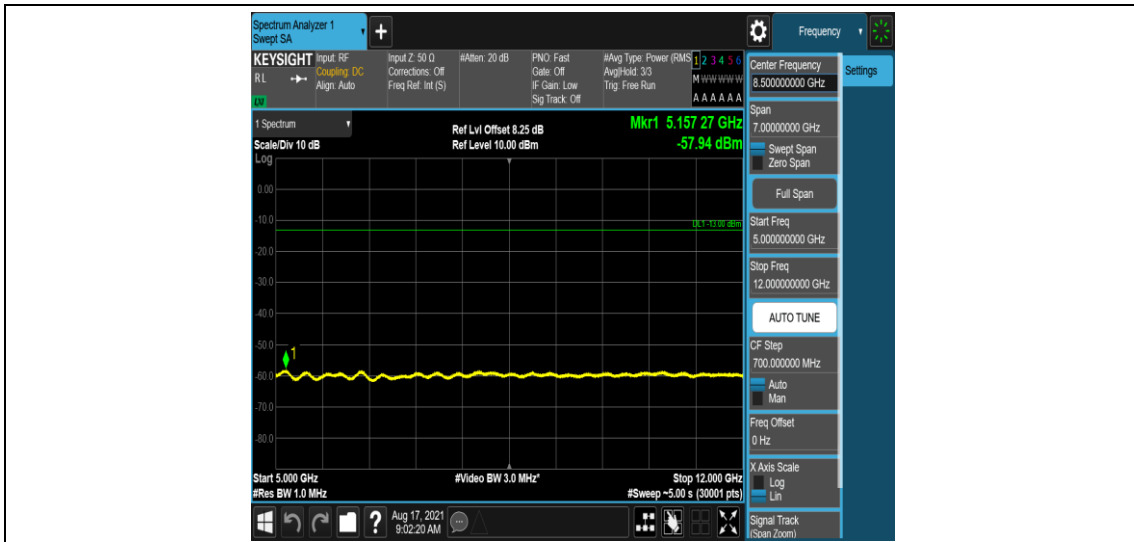 Spectrum Analyzer 1
Swept SA
+
Frequency
KEYSIGHT
RL
LM
Input: RF
Coupling: DC
Align: Auto
Input Z: 50 Ω
Corrections: Off
Freq Ref: Int (S)
#Atten: 20 dB
PNO: Fast
Gate: Off
IF Gain: Low
Sig Track: Off
#Avg Type: Power (RMS
Avg|Hold: 3/3
Trig: Free Run
1 2 3 4 5 6
M W W W W W
A A A A A A
1 Spectrum
Scale/Div 10 dB
Ref Lvl Offset 8.25 dB
Ref Level 10.00 dBm
Mkr1 5.157 27 GHz
-57.94 dBm
Log
0.00
-10.0
DL1 -13.00 dBm
-20.0
-30.0
-40.0
-50.0
1
-60.0
-70.0
-80.0
Start 5.000 GHz
#Video BW 3.0 MHz*
Stop 12.000 GHz
#Res BW 1.0 MHz
#Sweep ~5.00 s (30001 pts)
?
Aug 17, 2021
9:02:20 AM
Center Frequency
8.500000000 GHz
Settings
Span
7.00000000 GHz
Swept Span
Zero Span
Full Span
Start Freq
5.000000000 GHz
Stop Freq
12.000000000 GHz
AUTO TUNE
CF Step
700.000000 MHz
Auto
Man
Freq Offset
0 Hz
X Axis Scale
Log
Lin
Signal Track
(Span Zoom)